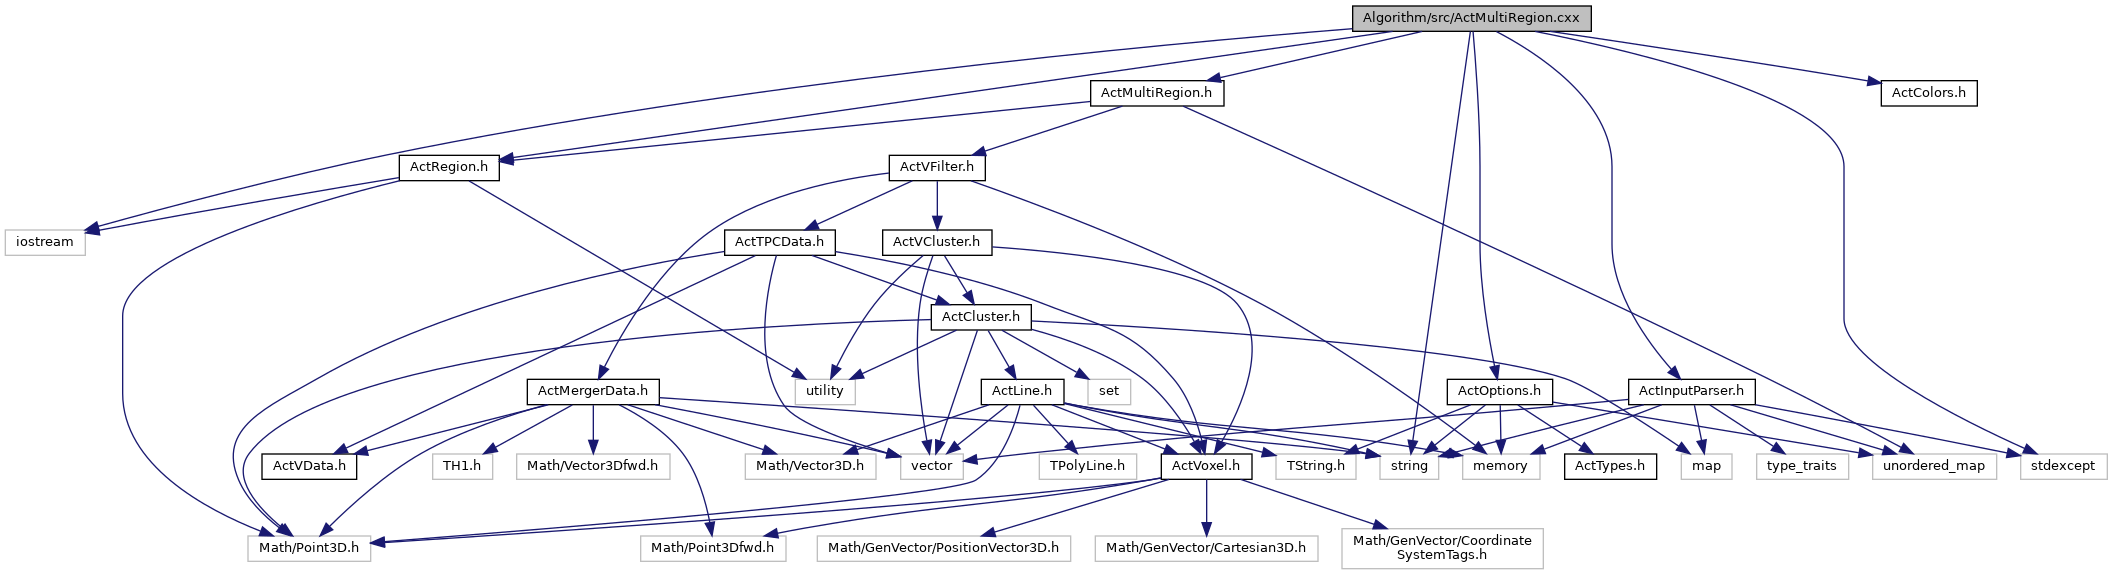 Algorithm/src/ActMultiRegion.cxx
ActMultiRegion.h
ActColors.h
ActRegion.h
ActVFilter.h
iostream
ActTPCData.h
ActVCluster.h
ActCluster.h
ActMergerData.h
utility
ActLine.h
set
ActOptions.h
ActInputParser.h
ActVData.h
TH1.h
Math/Vector3Dfwd.h
Math/Vector3D.h
vector
TPolyLine.h
ActVoxel.h
TString.h
string
memory
ActTypes.h
map
type_traits
unordered_map
stdexcept
Math/Point3D.h
Math/Point3Dfwd.h
Math/GenVector/PositionVector3D.h
Math/GenVector/Cartesian3D.h
Math/GenVector/Coordinate
SystemTags.h